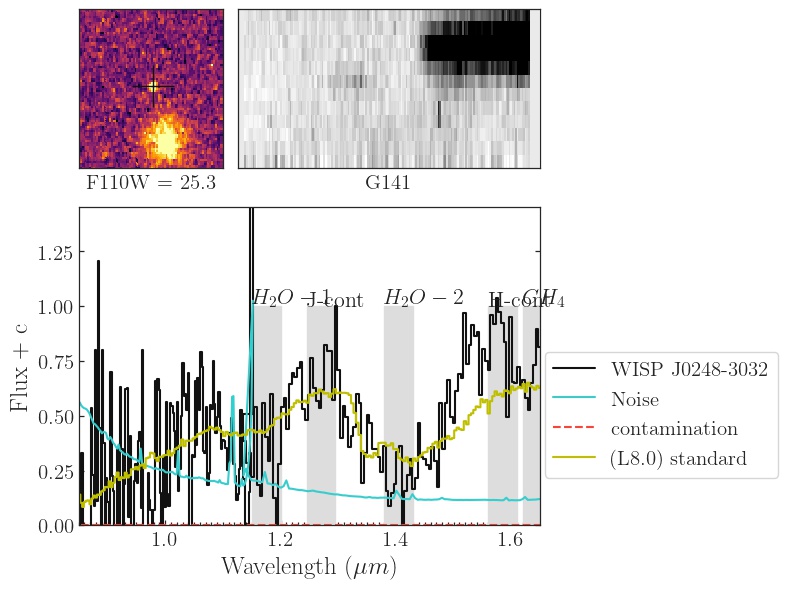 F110W = 25.3
G141
H₂O − 1
J-cont
H₂O − 2
H-cont
CH₄
Flux + c
1.25
1.00
0.75
0.50
0.25
0.00
1.0
1.2
1.4
1.6
Wavelength (μm)
WISP J0248-3032
Noise
contamination
(L8.0) standard